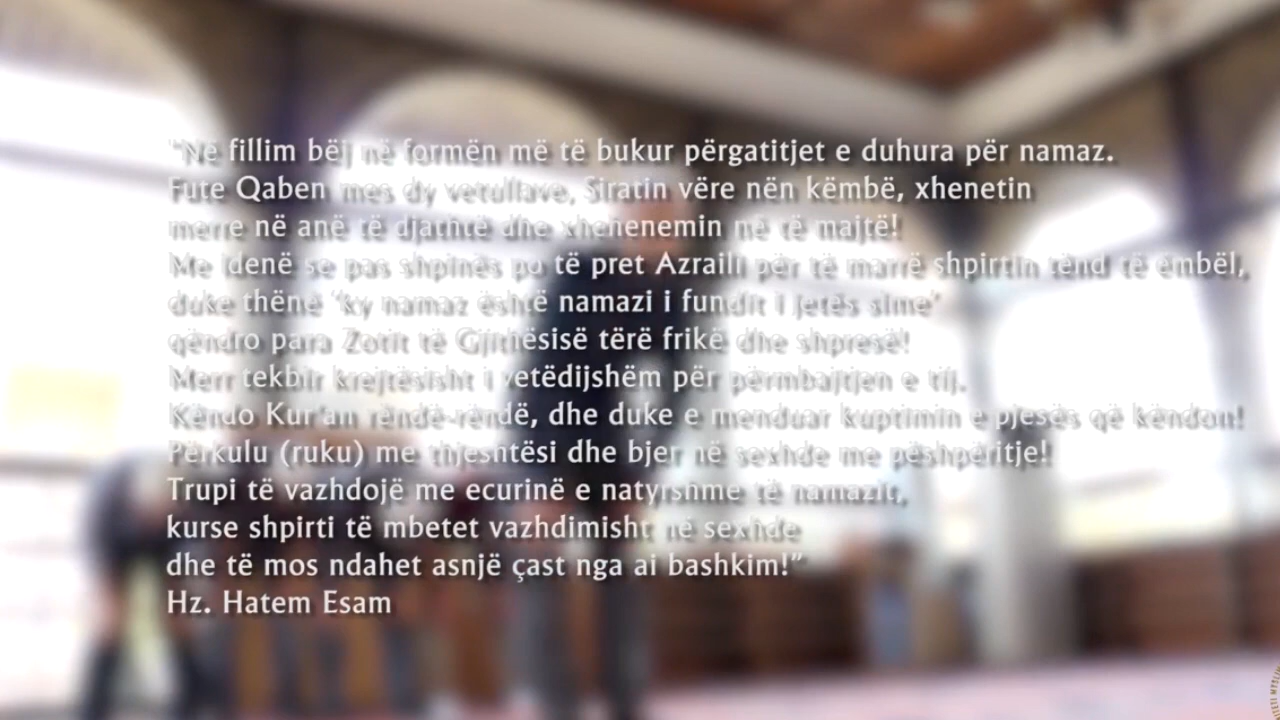 "Në fillim bëj në formën më të bukur përgatitjet e duhura për namaz.
Fute Qaben mes dy vetullave, Siratin vëre nën këmbë, xhenetin
merre në anë të djathtë dhe xhehenemin në të majtë!
Me idenë se pas shpinës po të pret Azraili për të marrë shpirtin tënd të ëmbël,
duke thënë 'ky namaz është namazi i fundit i jetës sime'
qëndro para Zotit të Gjithësisë tërë frikë dhe shpresë!
Merr tekbir krejtësisht i vetëdijshëm për përmbajtjen e tij.
Këndo Kur'an rëndë-rëndë, dhe duke e menduar kuptimin e pjesës që këndon!
Përkulu (ruku) me thjeshtësi dhe bjer në sexhde me pëshpëritje!
Trupi të vazhdojë me ecurinë e natyrshme të namazit,
kurse shpirti të mbetet vazhdimisht në sexhde
dhe të mos ndahet asnjë çast nga ai bashkim!"
Hz. Hatem Esam